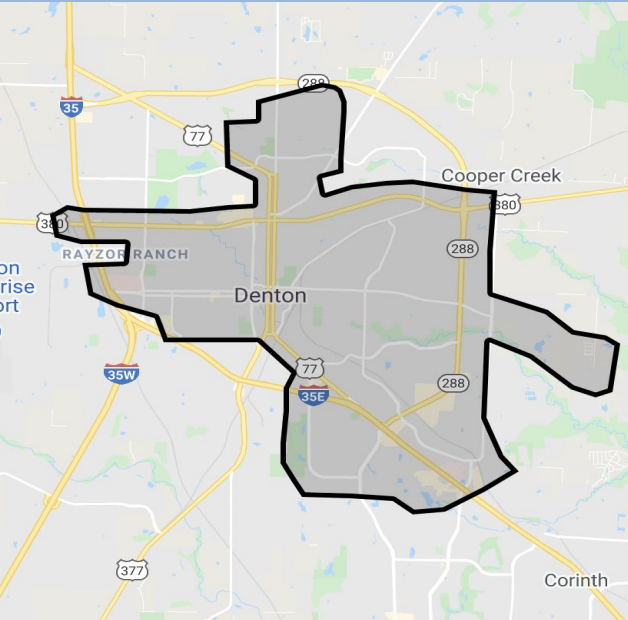 288
35
77
Cooper Creek
380
380
288
RAYZOR RANCH
on
rise
ort
Denton
77
35W
288
35E
377
Corinth